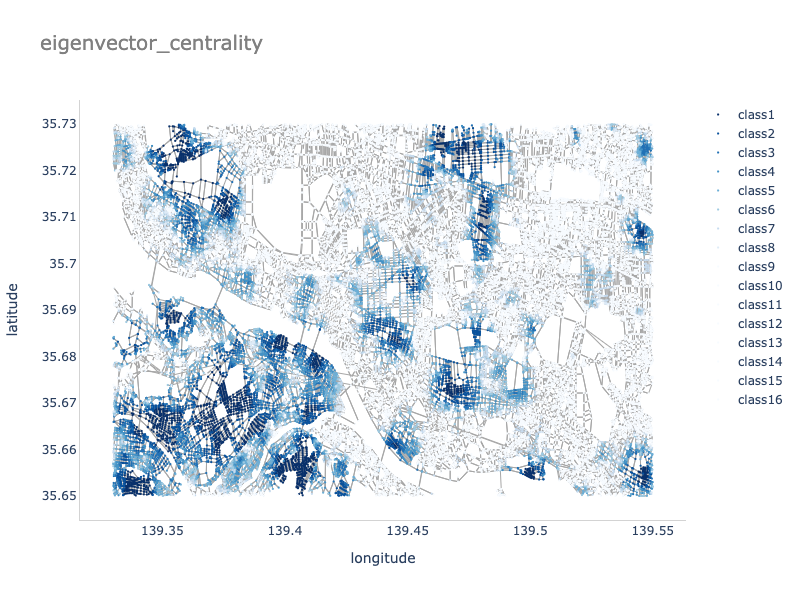 eigenvector_centrality
class1
class2
class3
class4
class5
class6
class7
class8
class9
class10
class11
class12
class13
class14
class15
class16
35.73
35.72
35.71
35.7
35.69
35.68
35.67
35.66
35.65
latitude
139.35 139.4 139.45 139.5 139.55
longitude